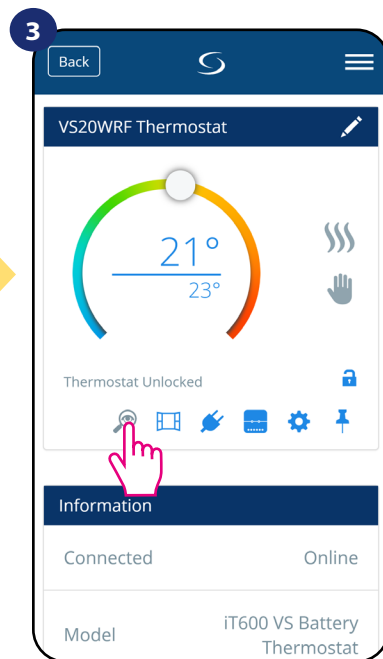 3
Back
VS20WRF Thermostat
21°
23°
Thermostat Unlocked
Information
Connected Online
Model iT600 VS Battery
Thermostat